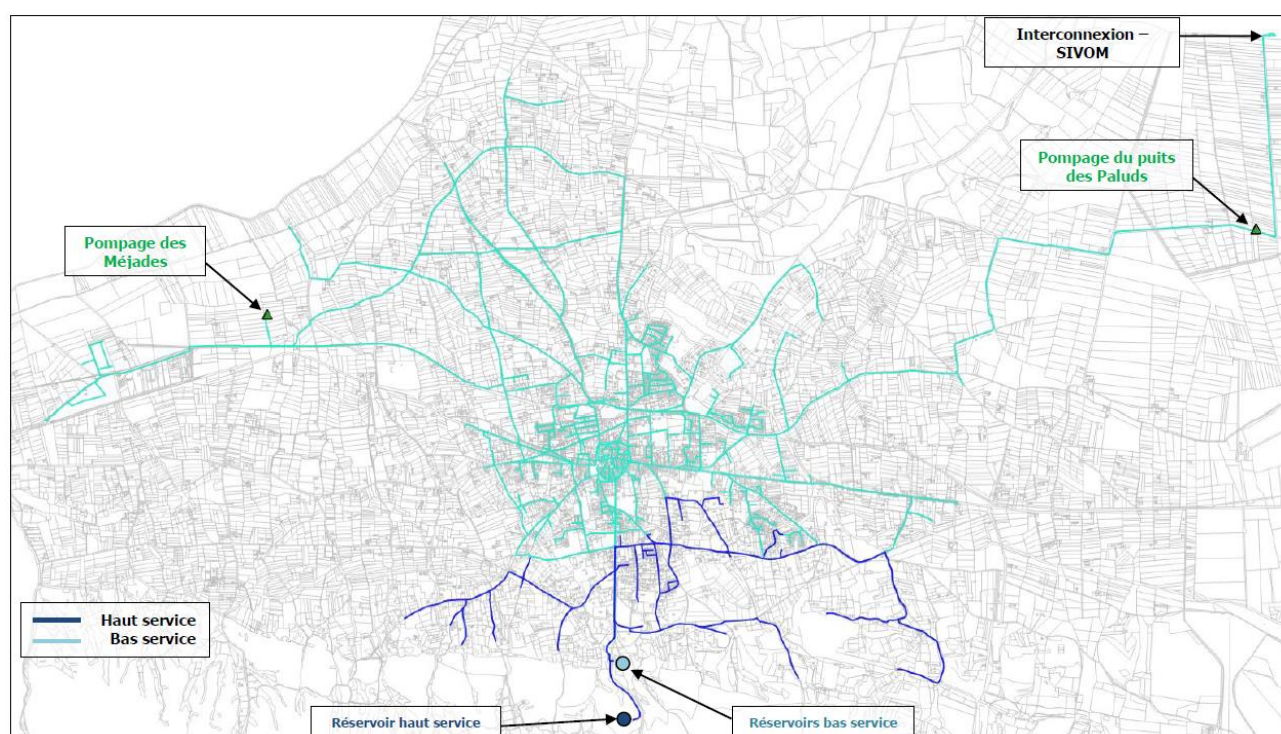 Interconnexion –
SIVOM
Pompage du puits
des Paluds
Pompage des
Méjades
Haut service
Bas service
Réservoir haut service
Réservoirs bas service